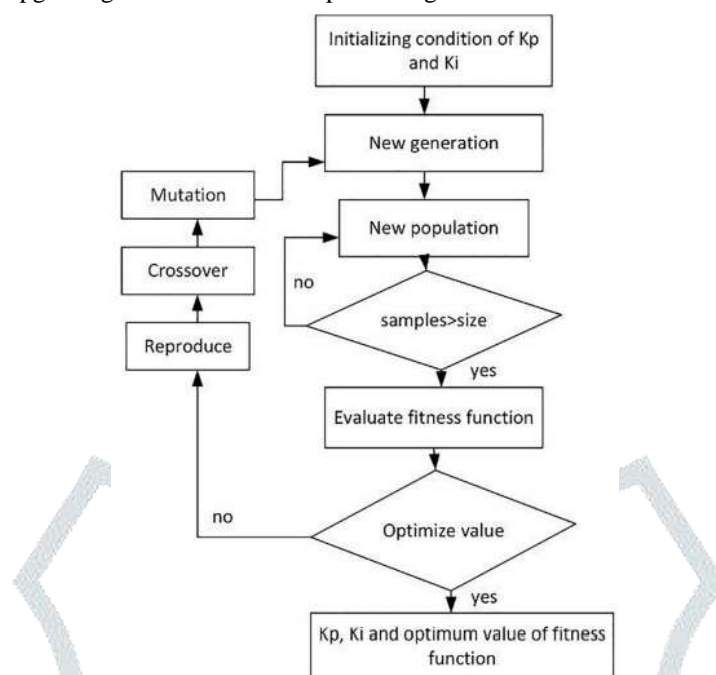 Initializing condition of Kp
and Ki
New generation
Mutation
New population
Crossover
no
samples>size
Reproduce
yes
Evaluate fitness function
no
Optimize value
yes
Kp, Ki and optimum value of fitness
function